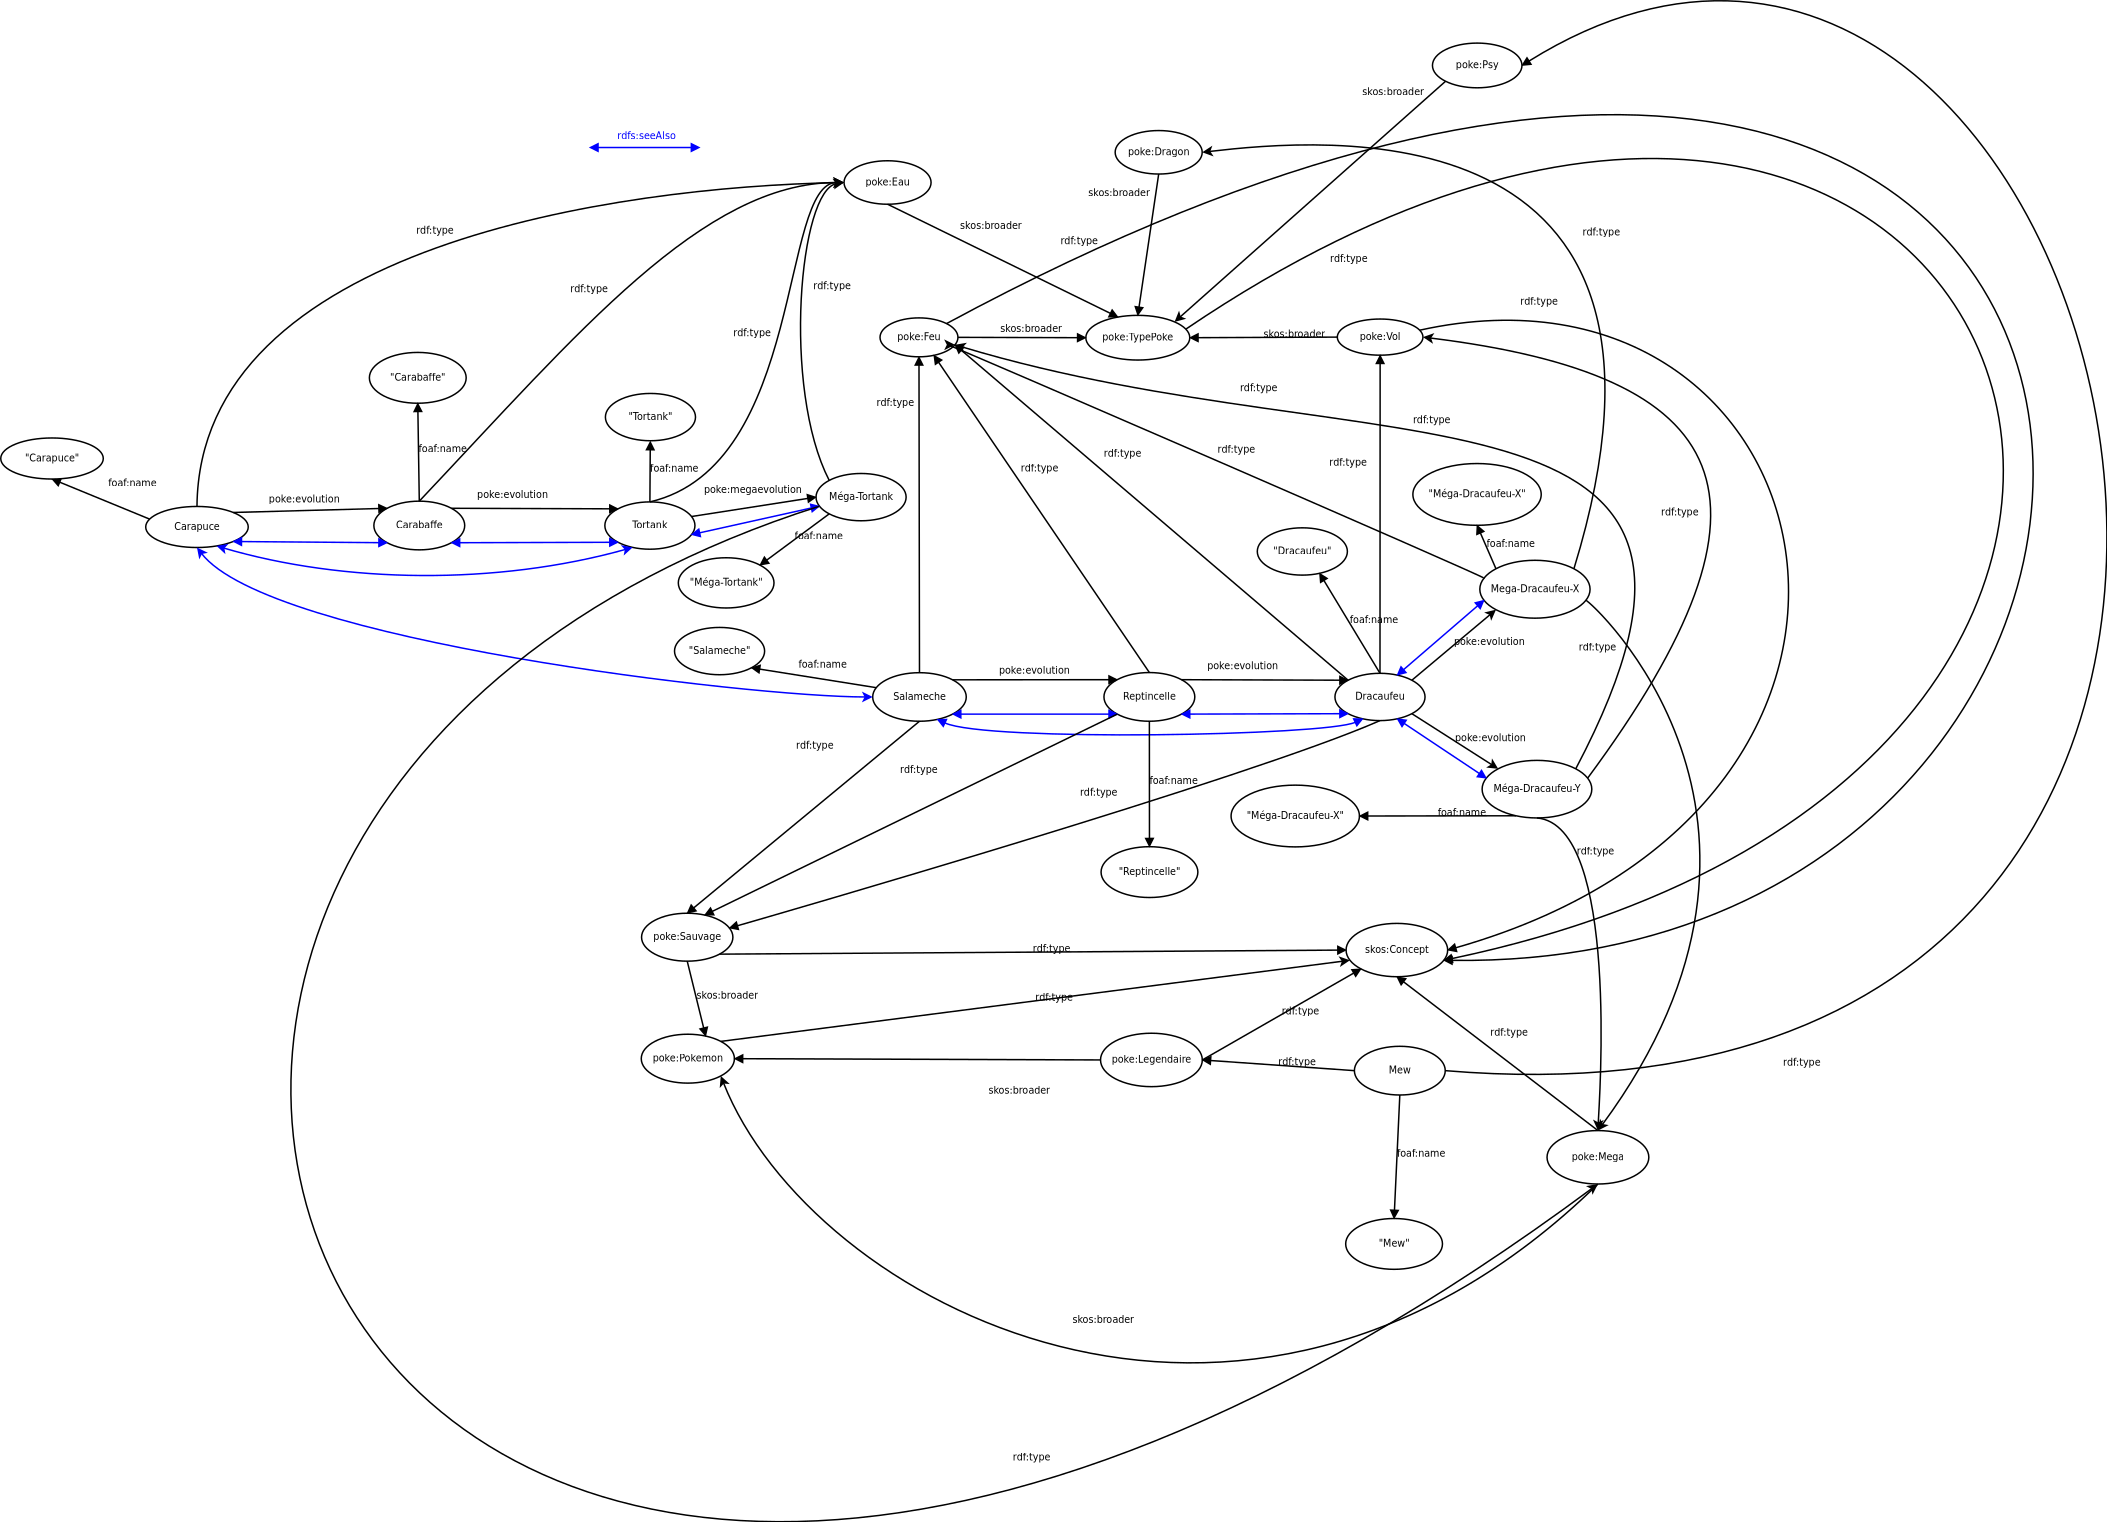 poke:Psy
skos:broader
rdfs:seeAlso
poke:Dragon
poke:Eau
skos:broader
skos:broader
rdf:type
rdf:type
rdf:type
rdf:type
rdf:type
rdf:type
rdf:type
rdf:type
skos:broader
skos:broader
rdf:type
poke:Feu
poke:TypePoke
poke:Vol
"Carabaffe"
rdf:type
rdf:type
rdf:type
"Tortank"
rdf:type
foaf:name
rdf:type
rdf:type
"Carapuce"
rdf:type
foaf:name
rdf:type
foaf:name
poke:evolution
poke:evolution
poke:megaevolution
Méga-Tortank
"Méga-Dracaufeu-X"
rdf:type
Carapuce
Carabaffe
Tortank
foaf:name
foaf:name
"Dracaufeu"
"Méga-Tortank"
Mega-Dracaufeu-X
foaf:name
poke:evolution
rdf:type
"Salameche"
foaf:name
poke:evolution
poke:evolution
Salameche
Reptincelle
Dracaufeu
poke:evolution
rdf:type
rdf:type
foaf:name
rdf:type
Méga-Dracaufeu-Y
"Méga-Dracaufeu-X"
foaf:name
rdf:type
"Reptincelle"
poke:Sauvage
rdf:type
skos:Concept
skos:broader
rdf:type
rdf:type
rdf:type
poke:Pokemon
poke:Legendaire
rdf:type
Mew
rdf:type
skos:broader
foaf:name
poke:Mega
"Mew"
skos:broader
rdf:type